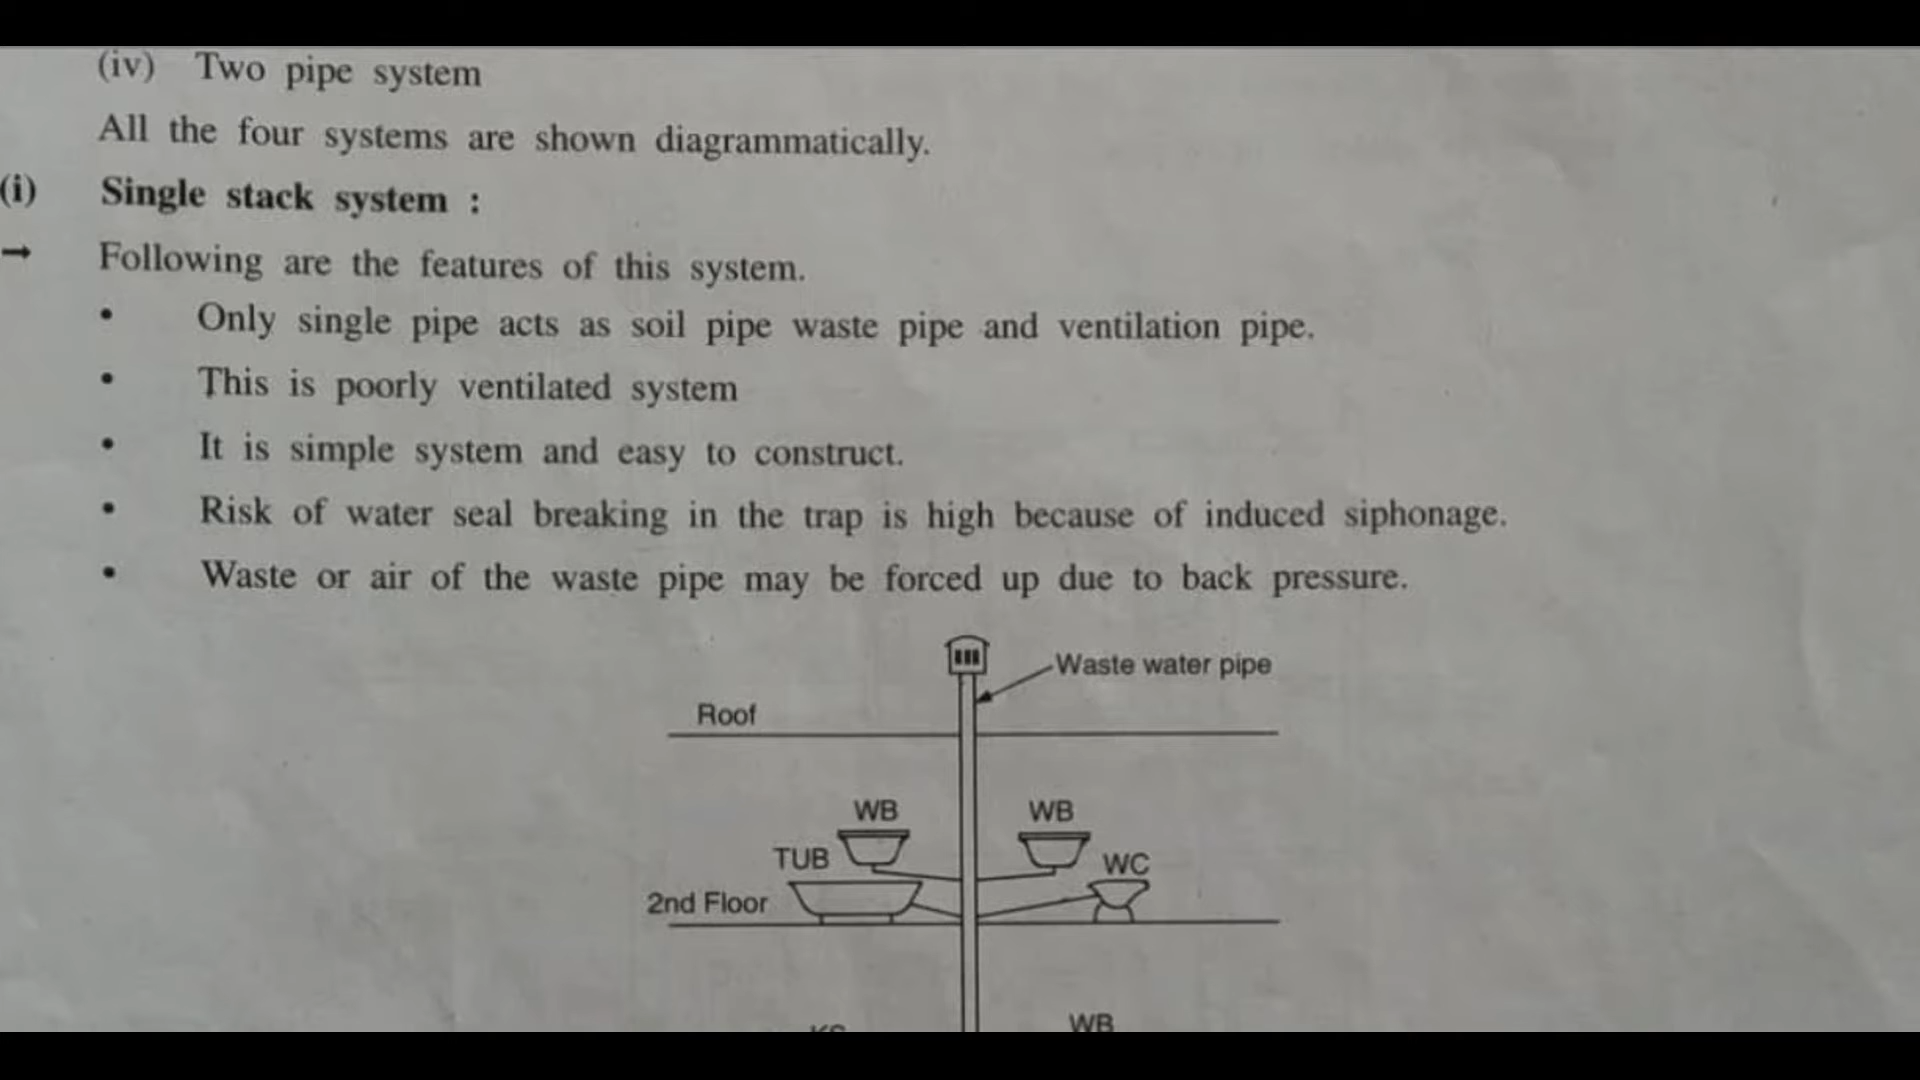 (iv) Two pipe system
All the four systems are shown diagrammatically.
(i) Single stack system :
→ Following are the features of this system.
• Only single pipe acts as soil pipe waste pipe and ventilation pipe.
• This is poorly ventilated system
• It is simple system and easy to construct.
• Risk of water seal breaking in the trap is high because of induced siphonage.
• Waste or air of the waste pipe may be forced up due to back pressure.
Waste water pipe
Roof
WB WB
TUB WC
2nd Floor
WB